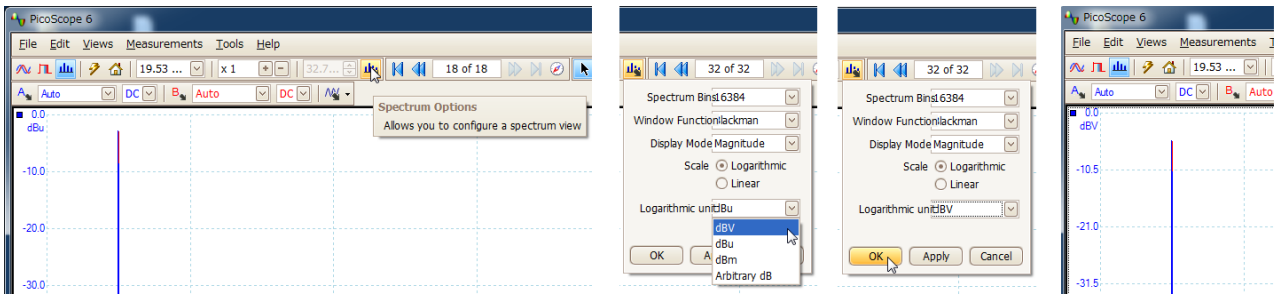 PicoScope 6
File Edit Views Measurements Tools Help
19.53 ... x 1 + - 32.7... 18 of 18
A Auto DC B Auto DC
Spectrum Options
Allows you to configure a spectrum view
0.0
dBu
-10.0
-20.0
-30.0
32 of 32
Spectrum Bins 16384
Window Function lackman
Display Mode Magnitude
Scale Logarithmic
Linear
Logarithmic unit dBu
dBV
dBu
dBm
Arbitrary dB
OK A
32 of 32
Spectrum Bins 16384
Window Function lackman
Display Mode Magnitude
Scale Logarithmic
Linear
Logarithmic unit dBV
OK Apply Cancel
PicoScope 6
File Edit Views Measurements T
19.53 ...
A Auto DC B Auto
0.0
dBV
-10.5
-21.0
-31.5